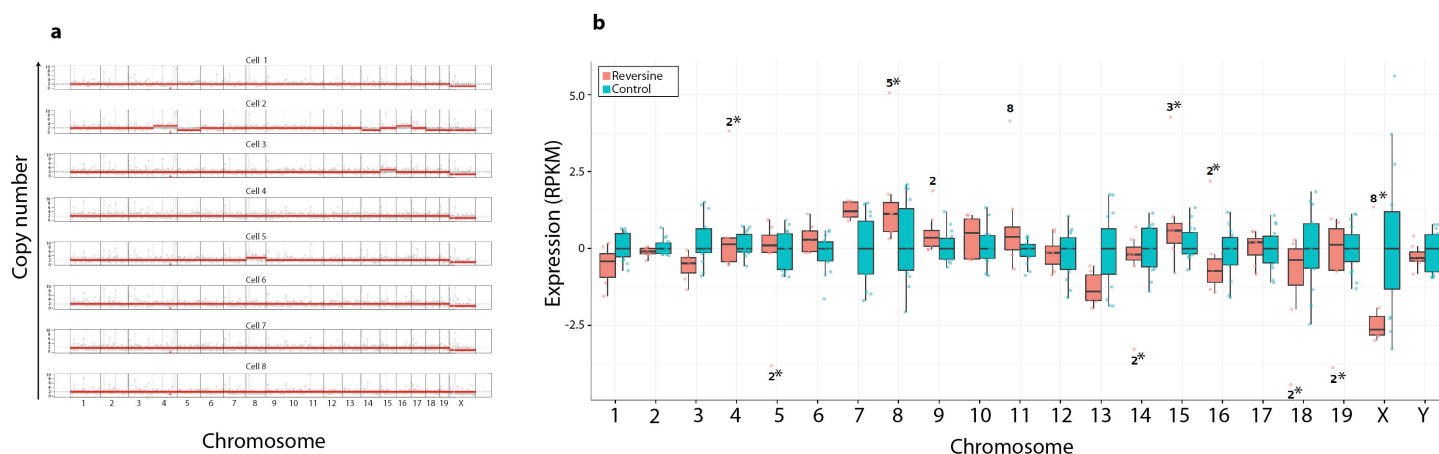 a
Copy number
Cell 1
Cell 2
Cell 3
Cell 4
Cell 5
Cell 6
Cell 7
Cell 8
1 2 3 4 5 6 7 8 9 10 11 12 13 14 15 16 17 18 19 X
Chromosome
b
Expression (RPKM)
Reversine
Control
5.0
2.5
0
-2.5
2*
2*
5*
2
8
2*
3*
2*
2*
2*
8*
1 2 3 4 5 6 7 8 9 10 11 12 13 14 15 16 17 18 19 X Y
Chromosome